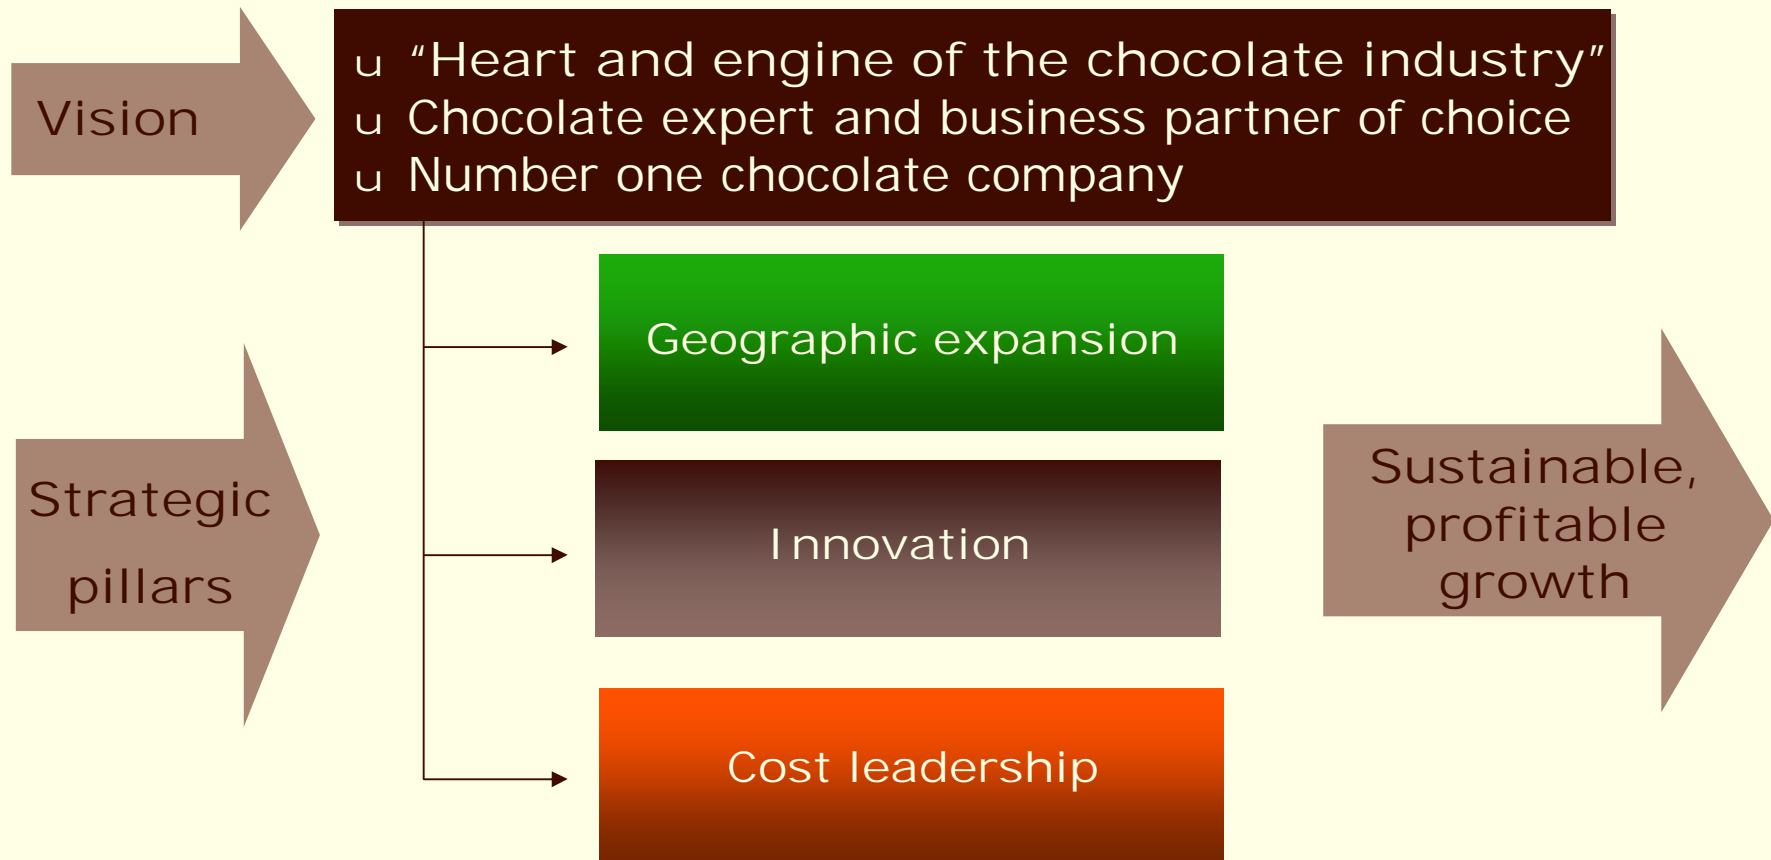 Vision
u “Heart and engine of the chocolate industry”
u Chocolate expert and business partner of choice
u Number one chocolate company
Geographic expansion
Strategic
pillars
Innovation
Cost leadership
Sustainable,
profitable
growth